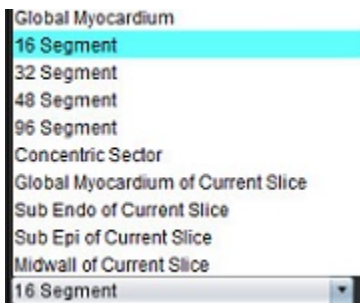 Global Myocardium
16 Segment
32 Segment
48 Segment
96 Segment
Concentric Sector
Global Myocardium of Current Slice
Sub Endo of Current Slice
Sub Epi of Current Slice
Midwall of Current Slice
16 Segment